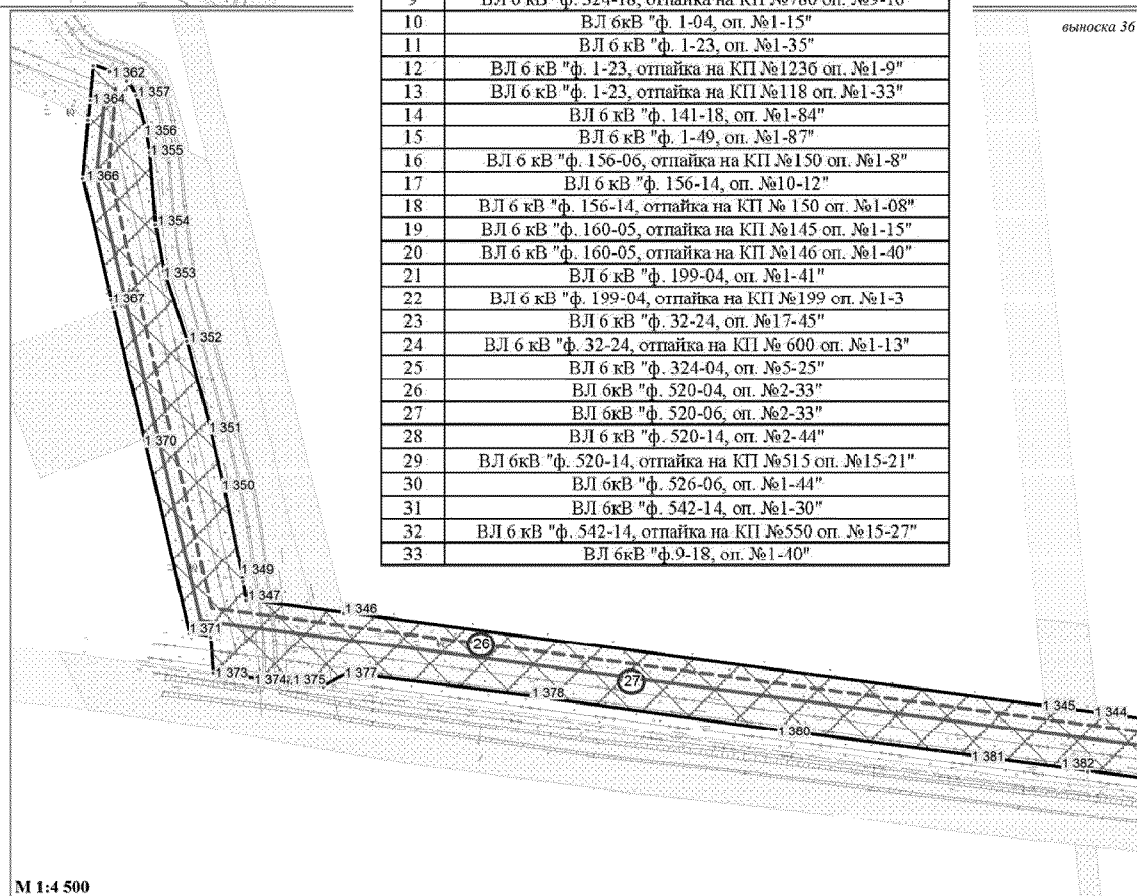 9 ВЛ 6 кВ "ф. 324-18, отпайка на КП №780 оп. №9-16"
10 ВЛ 6кВ "ф. 1-04, оп. №1-15"
11 ВЛ 6 кВ "ф. 1-23, оп. №1-35"
12 ВЛ 6 кВ "ф. 1-23, отпайка на КП №123б оп. №1-9"
13 ВЛ 6 кВ "ф. 1-23, отпайка на КП №118 оп. №1-33"
14 ВЛ 6 кВ "ф. 141-18, оп. №1-84"
15 ВЛ 6 кВ "ф. 1-49, оп. №1-87"
16 ВЛ 6 кВ "ф. 156-06, отпайка на КП №150 оп. №1-8"
17 ВЛ 6 кВ "ф. 156-14, оп. №10-12"
18 ВЛ 6 кВ "ф. 156-14, отпайка на КП № 150 оп. №1-08"
19 ВЛ 6 кВ "ф. 160-05, отпайка на КП №145 оп. №1-15"
20 ВЛ 6 кВ "ф. 160-05, отпайка на КП №146 оп. №1-40"
21 ВЛ 6 кВ "ф. 199-04, оп. №1-41"
22 ВЛ 6 кВ "ф. 199-04, отпайка на КП №199 оп. №1-3
23 ВЛ 6 кВ "ф. 32-24, оп. №17-45"
24 ВЛ 6 кВ "ф. 32-24, отпайка на КП № 600 оп. №1-13"
25 ВЛ 6 кВ "ф. 324-04, оп. №5-25"
26 ВЛ 6кВ "ф. 520-04, оп. №2-33"
27 ВЛ 6кВ "ф. 520-06, оп. №2-33"
28 ВЛ 6 кВ "ф. 520-14, оп. №2-44"
29 ВЛ 6кВ "ф. 520-14, отпайка на КП №515 оп. №15-21"
30 ВЛ 6кВ "ф. 526-06, оп. №1-44"
31 ВЛ 6кВ "ф. 542-14, оп. №1-30"
32 ВЛ 6 кВ "ф. 542-14, отпайка на КП №550 оп. №15-27"
33 ВЛ 6кВ "ф.9-18, оп. №1-40"
выноска 36
1 362
1 357
1 364
1 356
1 355
1 366
1 354
1 353
1 367
1 352
1 351
1 370
1 350
1 349
1 347
1 346
1 371
26
1 373
1 374
1 375
1 377
27
1 378
1 345
1 344
1 380
1 381
1 382
М 1:4 500